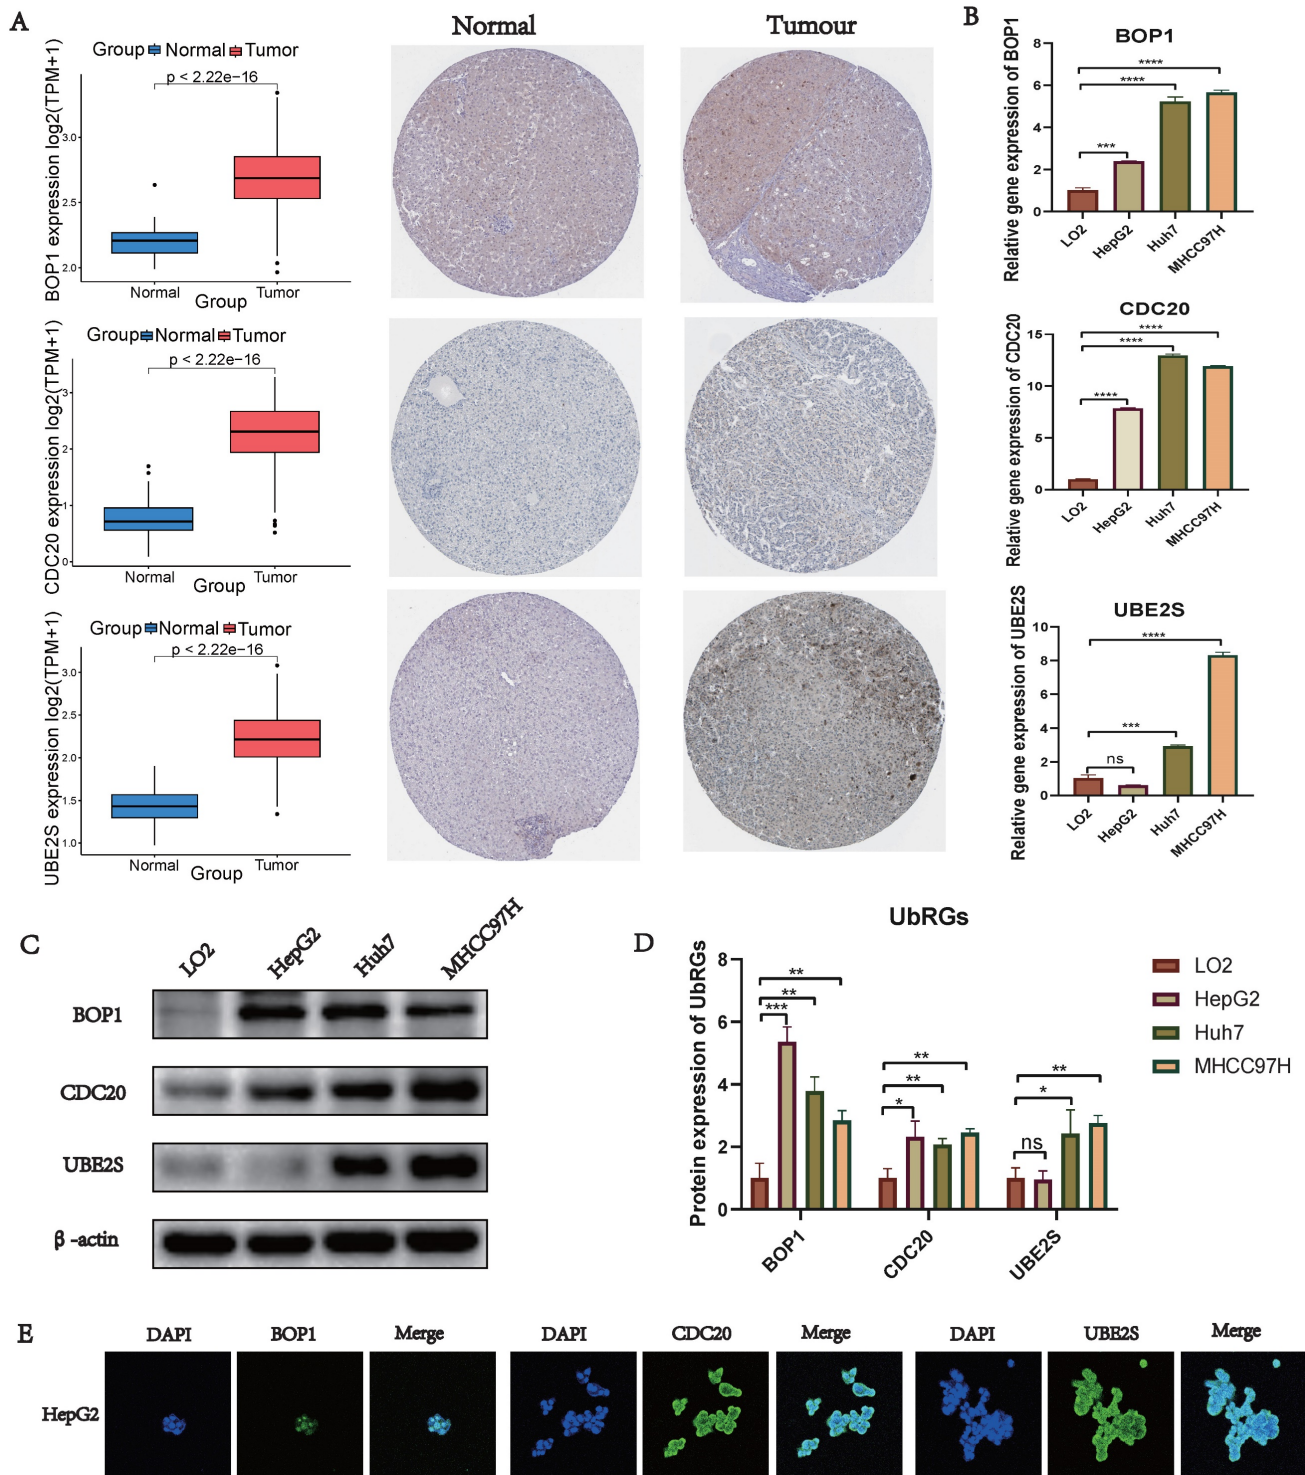 A
Normal
Tumour
Group Normal Tumor
p < 2.22e−16
BOP1 expression log2(TPM+1)
3.0
2.5
2.0
Normal
Tumor
Group
Group Normal Tumor
p < 2.22e−16
CDC20 expression log2(TPM+1)
3
2
1
0
Normal
Tumor
Group
Group Normal Tumor
p < 2.22e−16
UBE2S expression log2(TPM+1)
3.0
2.5
2.0
1.5
1.0
Normal
Tumor
Group
B
BOP1
Relative gene expression of BOP1
8
6
4
2
0
****
****
***
LO2
HepG2
Huh7
MHCC97H
CDC20
Relative gene expression of CDC20
15
10
5
0
****
****
****
LO2
HepG2
Huh7
MHCC97H
UBE2S
Relative gene expression of UBE2S
10
8
6
4
2
0
****
***
ns
LO2
HepG2
Huh7
MHCC97H
C
LO2
HepG2
Huh7
MHCC97H
BOP1
CDC20
UBE2S
β -actin
D
UbRGs
Protein expression of UbRGs
8
6
4
2
0
**
**
***
**
**
*
**
*
ns
BOP1
CDC20
UBE2S
LO2
HepG2
Huh7
MHCC97H
E
DAPI BOP1 Merge DAPI CDC20 Merge DAPI UBE2S Merge
HepG2